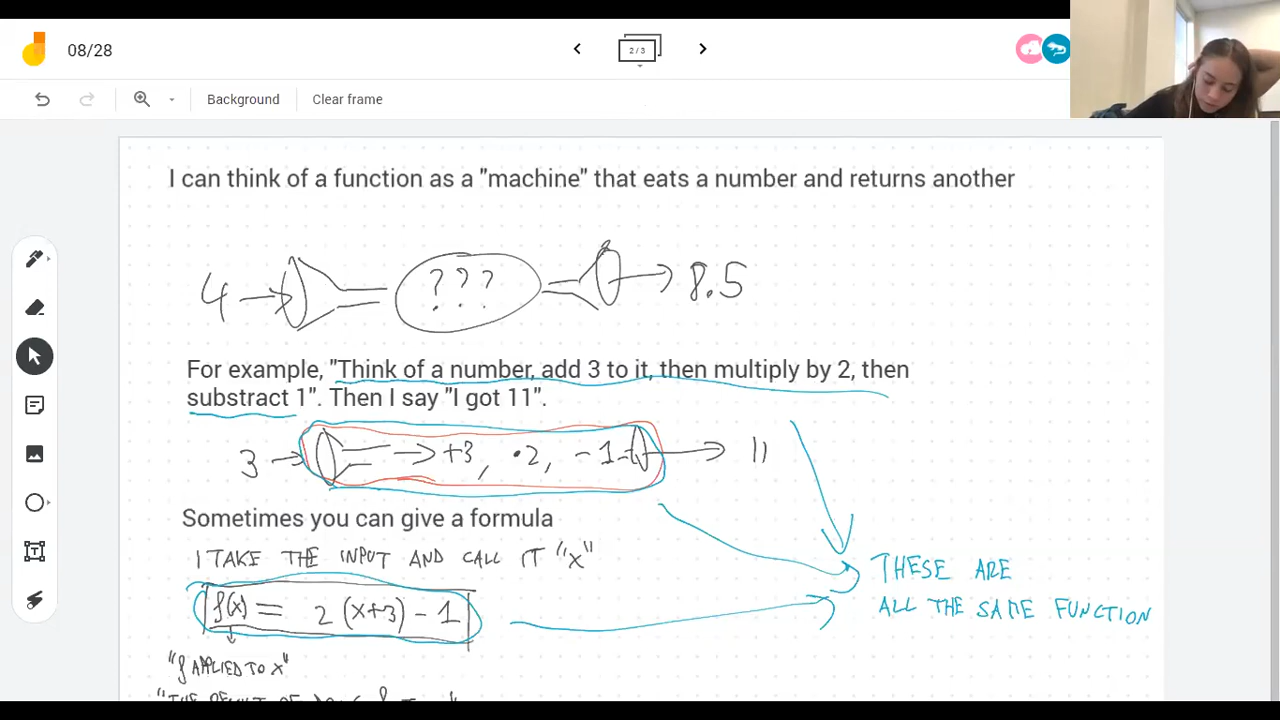 08/28
2/3
Background
Clear frame
I can think of a function as a "machine" that eats a number and returns another
4 ??? 8.5
For example, "Think of a number, add 3 to it, then multiply by 2, then
substract 1". Then I say "I got 11".
3 → +3, •2, -1 → 11
Sometimes you can give a formula
I TAKE THE INPUT AND CALL IT "X"
THESE ARE
ALL THE SAME FUNCTION
f(x) = 2 (x+3) - 1
"f APPLIED TO X"